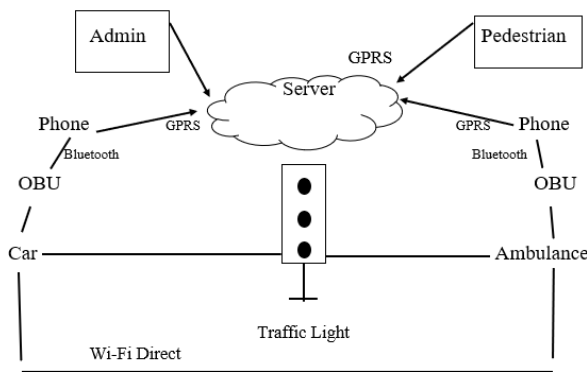 Admin
Pedestrian
GPRS
Server
Phone
GPRS
GPRS
Phone
Bluetooth
Bluetooth
OBU
OBU
Car
Ambulance
Traffic Light
Wi-Fi Direct